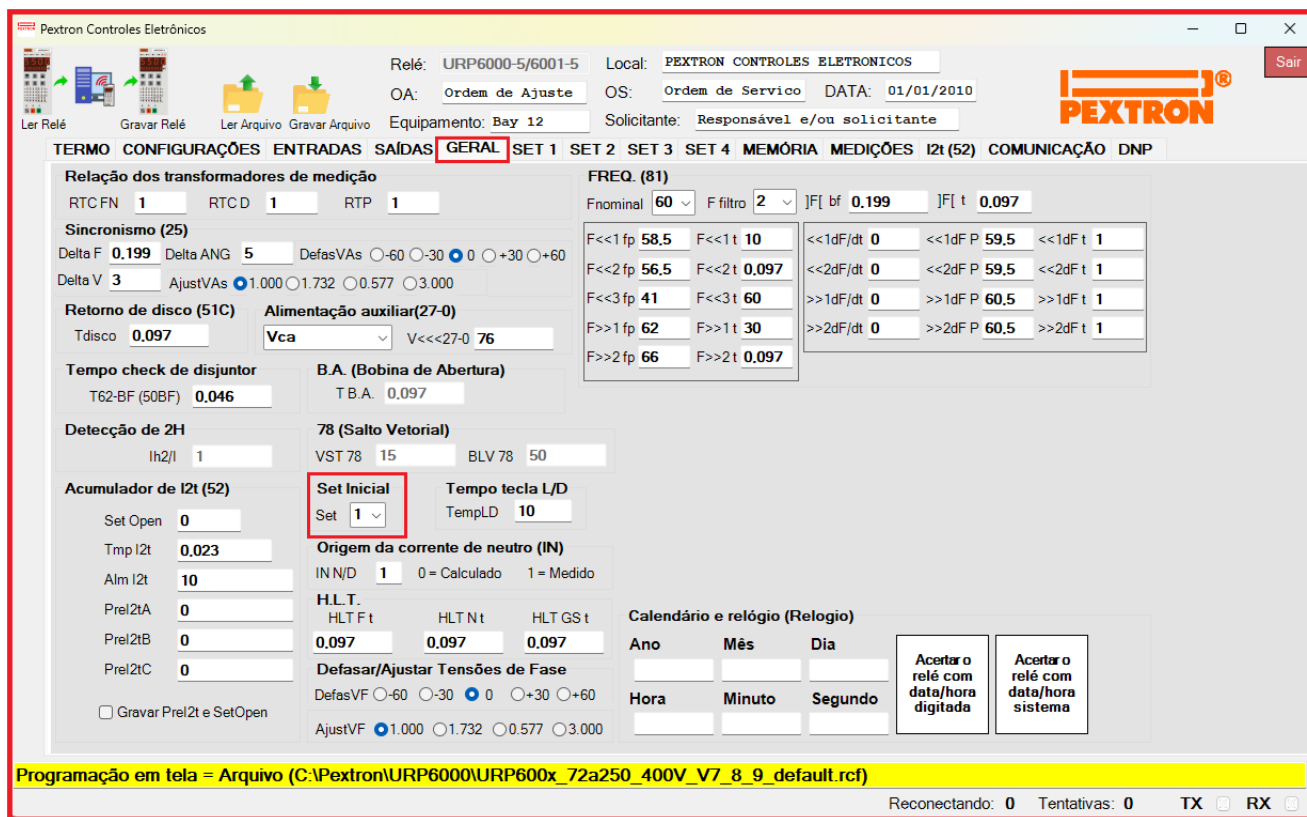 Pextron Controles Eletrônicos
Relé: URP6000-5/6001-5 Local: PEXTRON CONTROLES ELETRONICOS Sair
OA: Ordem de Ajuste OS: Ordem de Servico DATA: 01/01/2010
Ler Relé Gravar Relé Ler Arquivo Gravar Arquivo Equipamento: Bay 12 Solicitante: Responsável e/ou solicitante PEXTRON
TERMO CONFIGURAÇÕES ENTRADAS SAÍDAS GERAL SET 1 SET 2 SET 3 SET 4 MEMÓRIA MEDIÇÕES I2t (52) COMUNICAÇÃO DNP
Relação dos transformadores de medição
RTC FN 1 RTC D 1 RTP 1
Sincronismo (25)
Delta F 0.199 Delta ANG 5 DefasVAs -60 -30 0 +30 +60
Delta V 3 AjustVAs 1.000 1.732 0.577 3.000
Retorno de disco (51C)
Tdisco 0.097
Alimentação auxiliar(27-0)
Vca V<<<27-0 76
Tempo check de disjuntor
T62-BF (50BF) 0.046
B.A. (Bobina de Abertura)
T B.A. 0.097
Detecção de 2H
Ih2/I 1
78 (Salto Vetorial)
VST 78 15 BLV 78 50
Acumulador de I2t (52)
Set Open 0
Tmp I2t 0.023
Alm I2t 10
PreI2tA 0
PreI2tB 0
PreI2tC 0
Gravar PreI2t e SetOpen
Set Inicial
Set 1
Tempo tecla L/D
TempLD 10
Origem da corrente de neutro (IN)
IN N/D 1 0 = Calculado 1 = Medido
H.L.T.
HLT F t HLT N t HLT GS t
0.097 0.097 0.097
Defasar/Ajustar Tensões de Fase
DefasVF -60 -30 0 +30 +60
AjustVF 1.000 1.732 0.577 3.000
FREQ. (81)
Fnominal 60 F filtro 2 ]F[ bf 0.199 ]F[ t 0.097
F<<1 fp 58.5 F<<1 t 10 <<1dF/dt 0 <<1dF P 59.5 <<1dF t 1
F<<2 fp 56.5 F<<2 t 0.097 <<2dF/dt 0 <<2dF P 59.5 <<2dF t 1
F<<3 fp 41 F<<3 t 60 >>1dF/dt 0 >>1dF P 60.5 >>1dF t 1
F>>1 fp 62 F>>1 t 30 >>2dF/dt 0 >>2dF P 60.5 >>2dF t 1
F>>2 fp 66 F>>2 t 0.097
Calendário e relógio (Relogio)
Ano Mês Dia
Hora Minuto Segundo
Acertar o
relé com
data/hora
digitada
Acertar o
relé com
data/hora
sistema
Programação em tela = Arquivo (C:\Pextron\URP6000\URP600x_72a250_400V_V7_8_9_default.rcf)
Reconectando: 0 Tentativas: 0 TX RX